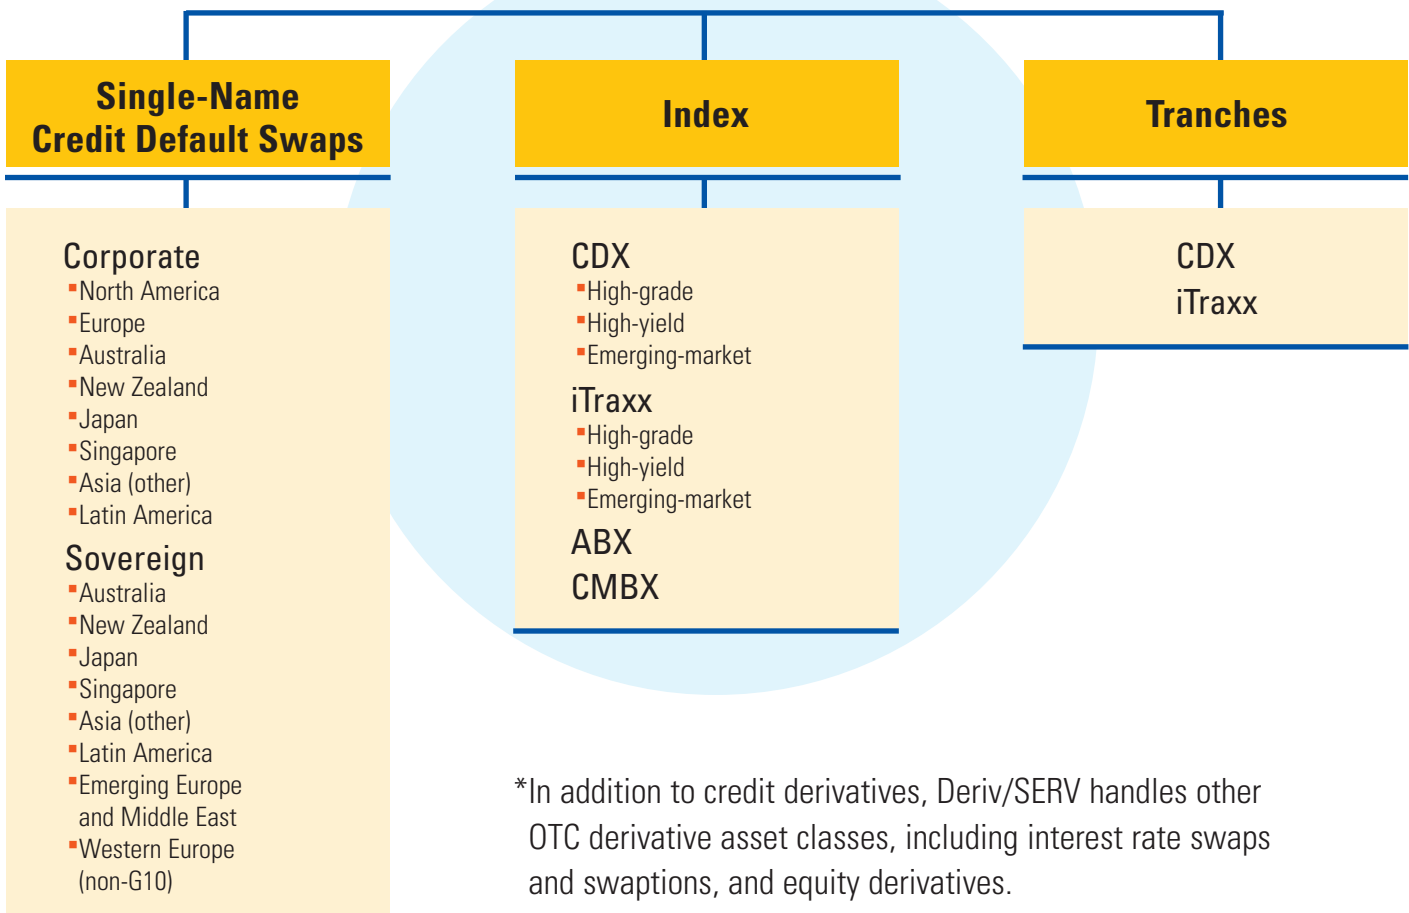 Single-Name
Credit Default Swaps
Corporate
▪North America
▪Europe
▪Australia
▪New Zealand
▪Japan
▪Singapore
▪Asia (other)
▪Latin America
Sovereign
▪Australia
▪New Zealand
▪Japan
▪Singapore
▪Asia (other)
▪Latin America
▪Emerging Europe
and Middle East
▪Western Europe
(non-G10)
Index
CDX
▪High-grade
▪High-yield
▪Emerging-market
iTraxx
▪High-grade
▪High-yield
▪Emerging-market
ABX
CMBX
Tranches
CDX
iTraxx
*In addition to credit derivatives, Deriv/SERV handles other
OTC derivative asset classes, including interest rate swaps
and swaptions, and equity derivatives.